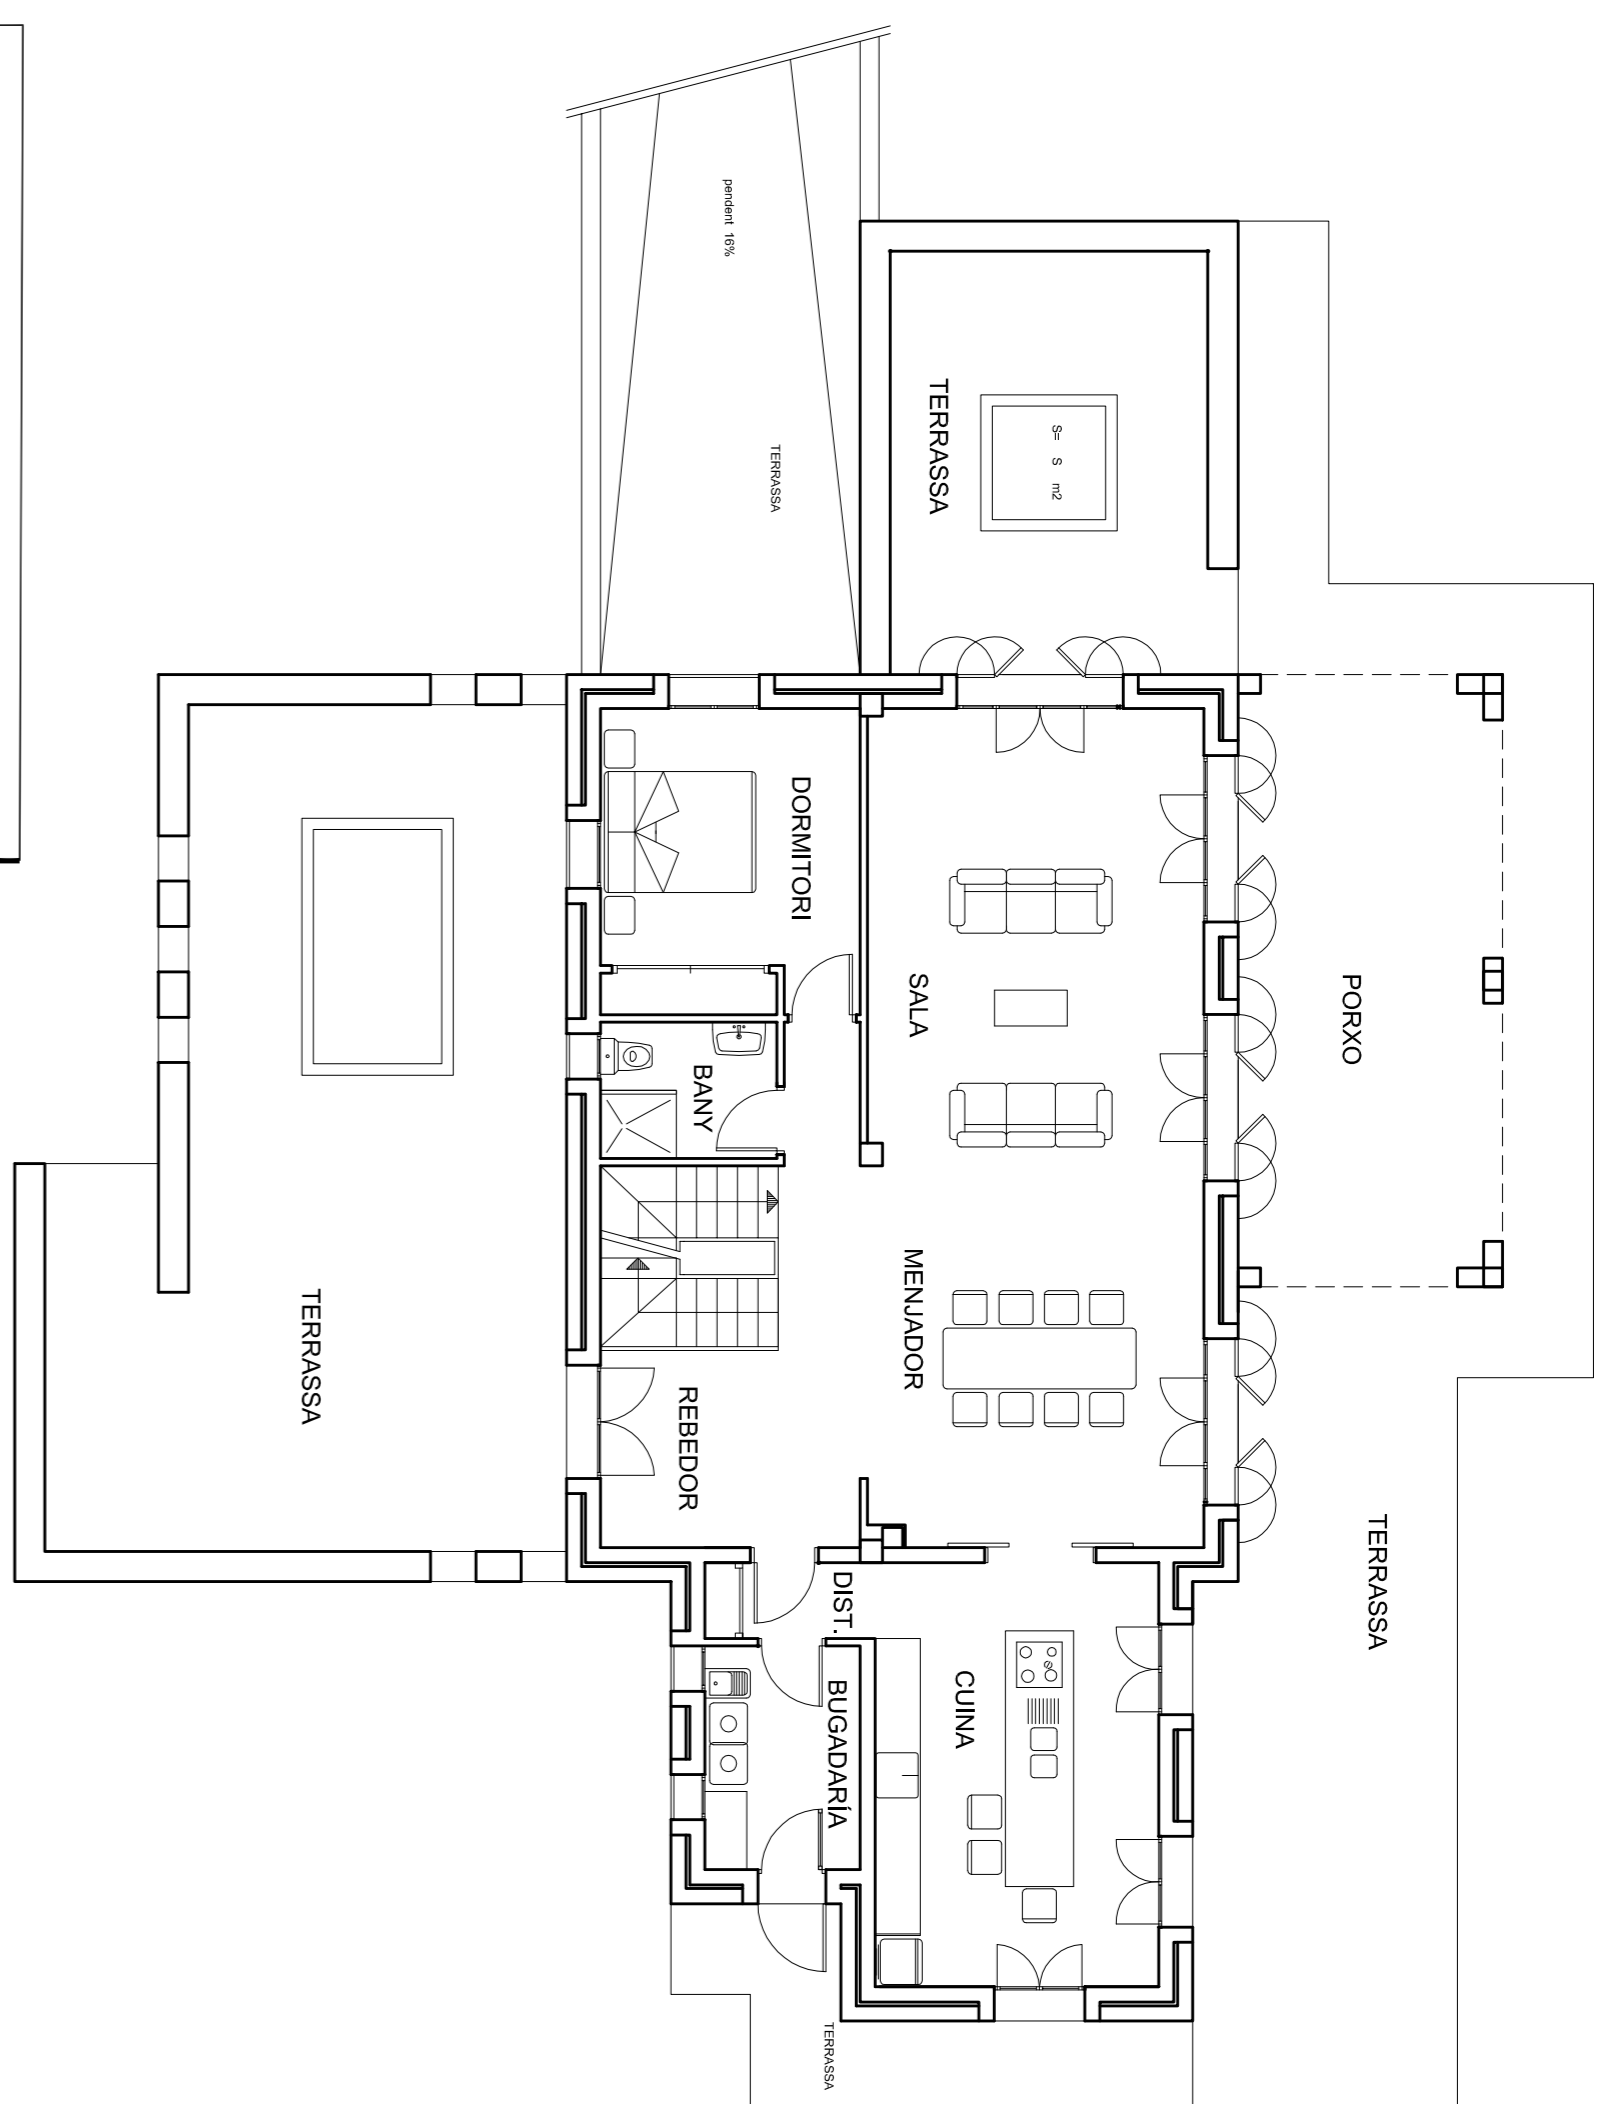 pendent 16%
TERRASSA
TERRASSA
S= S m2
DORMITORI
SALA
PORXO
BANY
MENJADOR
TERRASSA
REBEDOR
TERRASSA
DIST.
CUINA
BUGADARÍA
TERRASSA